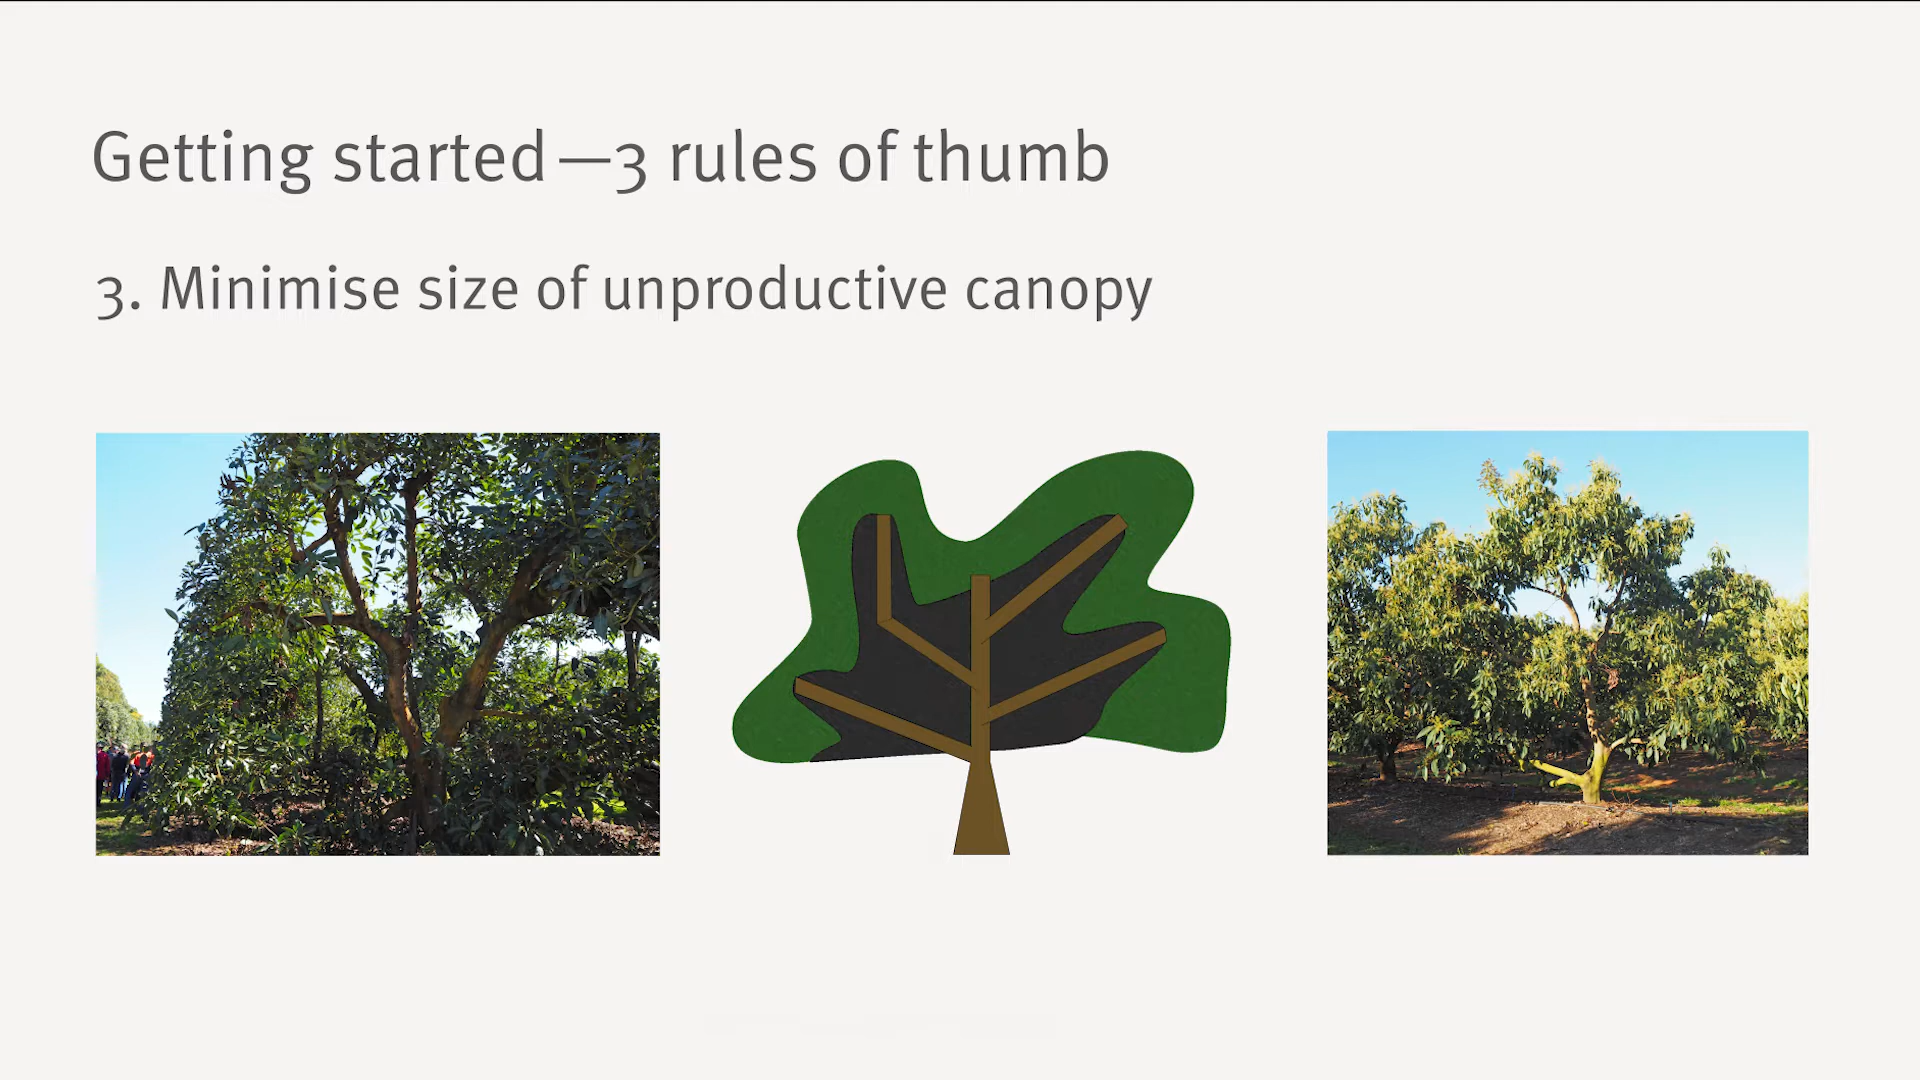 Getting started—3 rules of thumb
3. Minimise size of unproductive canopy